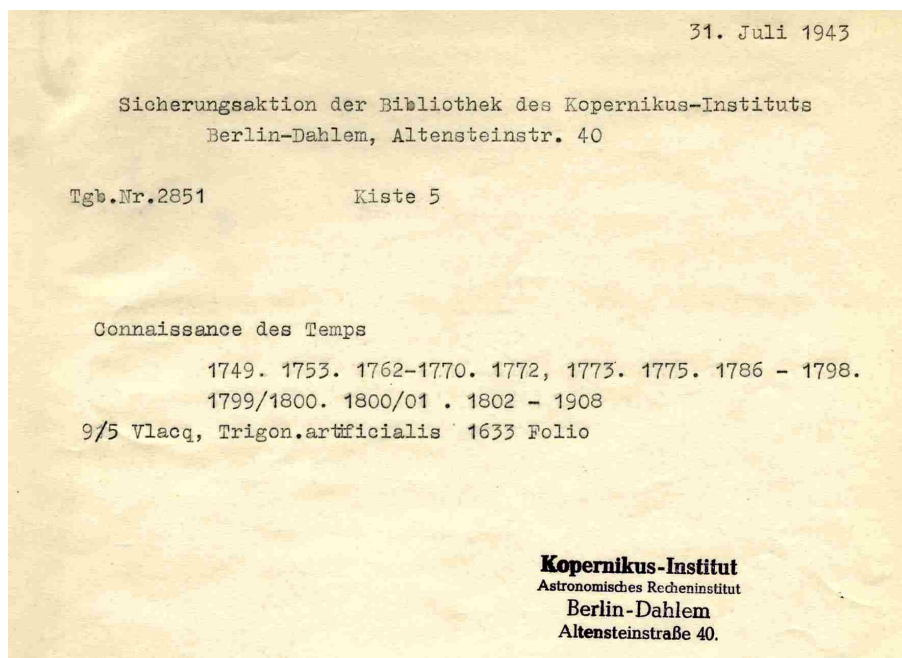 31. Juli 1943
Sicherungsaktion der Bibliothek des Kopernikus-Instituts
Berlin-Dahlem, Altensteinstr. 40
Tgb.Nr.2851 Kiste 5
Connaissance des Temps
1749. 1753. 1762-1770. 1772, 1773. 1775. 1786 - 1798.
1799/1800. 1800/01 . 1802 - 1908
9/5 Vlacq, Trigon.artificialis 1633 Folio
Kopernikus-Institut
Astronomisches Recheninstitut
Berlin-Dahlem
Altensteinstraße 40.